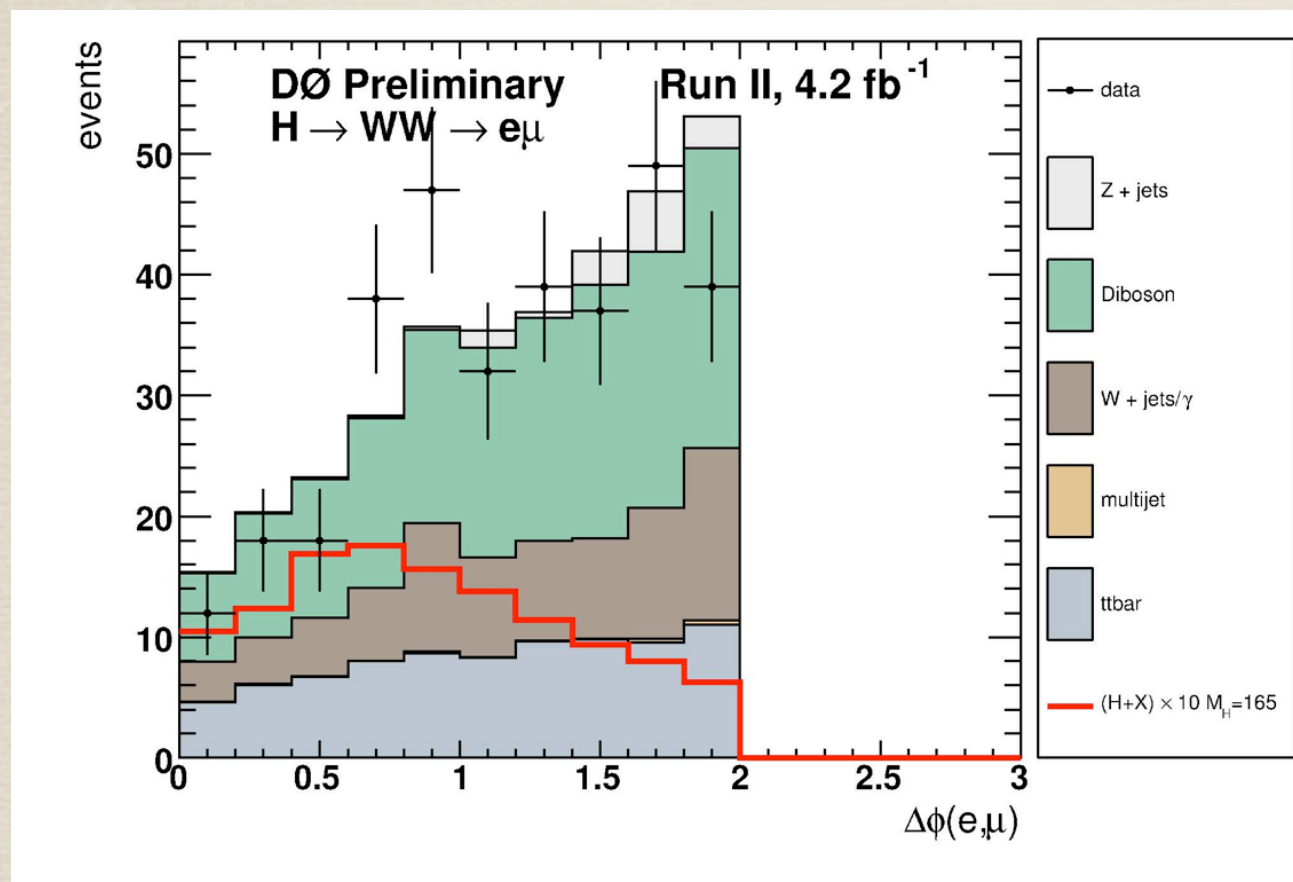 DØ Preliminary
Run II, 4.2 fb⁻¹
H → WW → eμ
events
50
40
30
20
10
0
0 0.5 1 1.5 2 2.5 3
Δϕ(e,μ)
data
Z + jets
Diboson
W + jets/γ
multijet
ttbar
(H+X) × 10 M_H=165